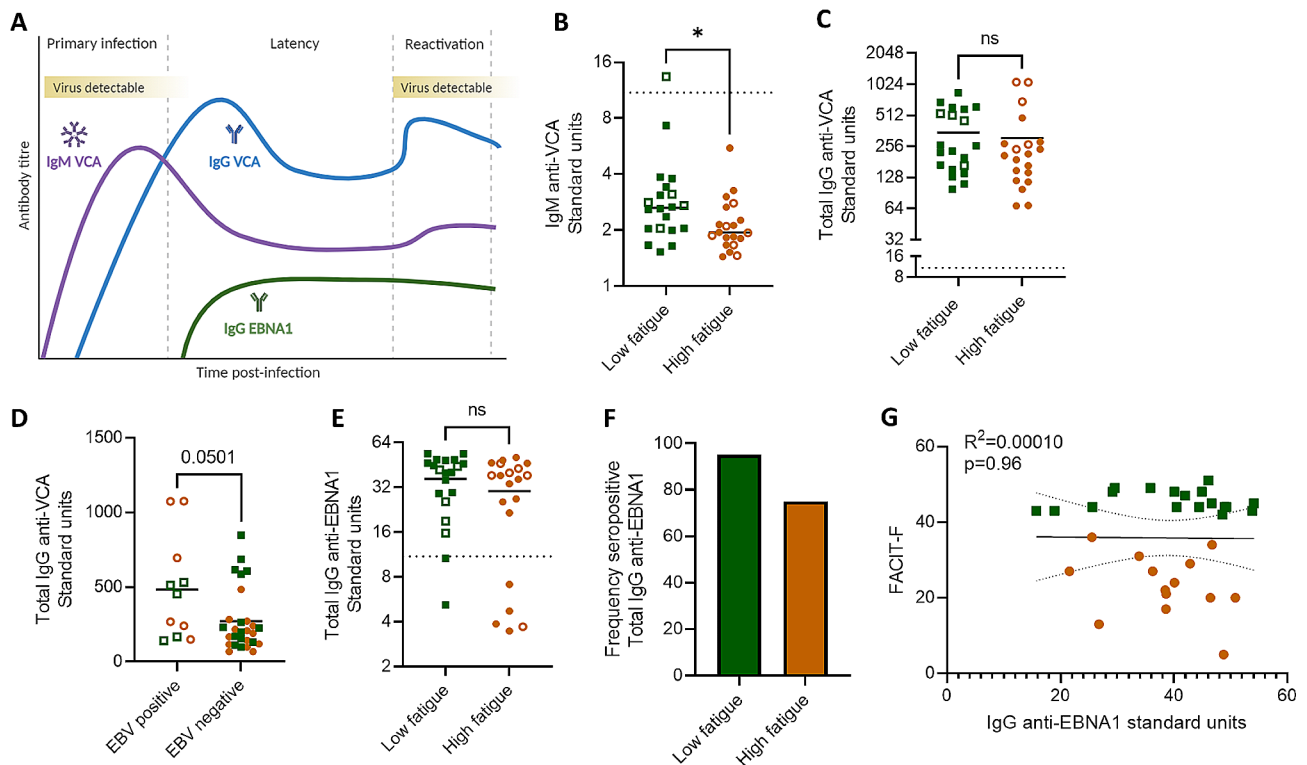 A
Primary infection
Latency
Reactivation
Virus detectable
Virus detectable
IgM VCA
IgG VCA
IgG EBNA1
Antibody titre
Time post-infection
B
*
IgM anti-VCA
Standard units
16
8
4
2
1
Low fatigue
High fatigue
C
ns
Total IgG anti-VCA
Standard units
2048
1024
512
256
128
64
32
16
8
Low fatigue
High fatigue
D
0.0501
Total IgG anti-VCA
Standard units
1500
1000
500
0
EBV positive
EBV negative
E
ns
Total IgG anti-EBNA1
Standard units
64
32
16
8
4
2
Low fatigue
High fatigue
F
Frequency seropositive
Total IgG anti-EBNA1
100
80
60
40
20
0
Low fatigue
High fatigue
G
R²=0.00010
p=0.96
FACIT-F
60
40
20
0
0
20
40
60
IgG anti-EBNA1 standard units